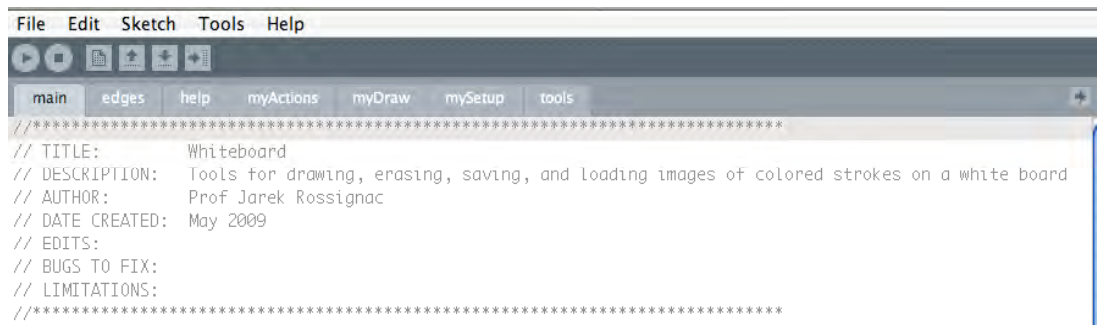 File Edit Sketch Tools Help
main edges help myActions myDraw mySetup tools
//******************************************************************************
// TITLE: Whiteboard
// DESCRIPTION: Tools for drawing, erasing, saving, and loading images of colored strokes on a white board
// AUTHOR: Prof Jarek Rossignac
// DATE CREATED: May 2009
// EDITS:
// BUGS TO FIX:
// LIMITATIONS:
//******************************************************************************